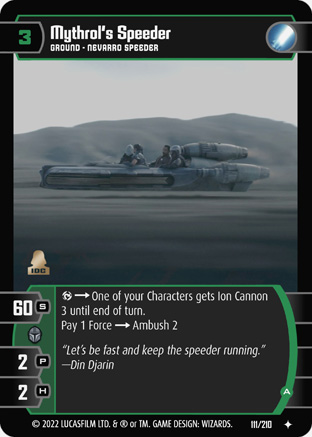 3 Mythrol's Speeder
GROUND - NEVARRO SPEEDER
IDC
60 S
2 P
2 H
→ One of your Characters gets Ion Cannon
3 until end of turn.
Pay 1 Force → Ambush 2
"Let's be fast and keep the speeder running."
—Din Djarin
A
© 2022 LUCASFILM LTD. & ® or TM. GAME DESIGN: WIZARDS. 111/210